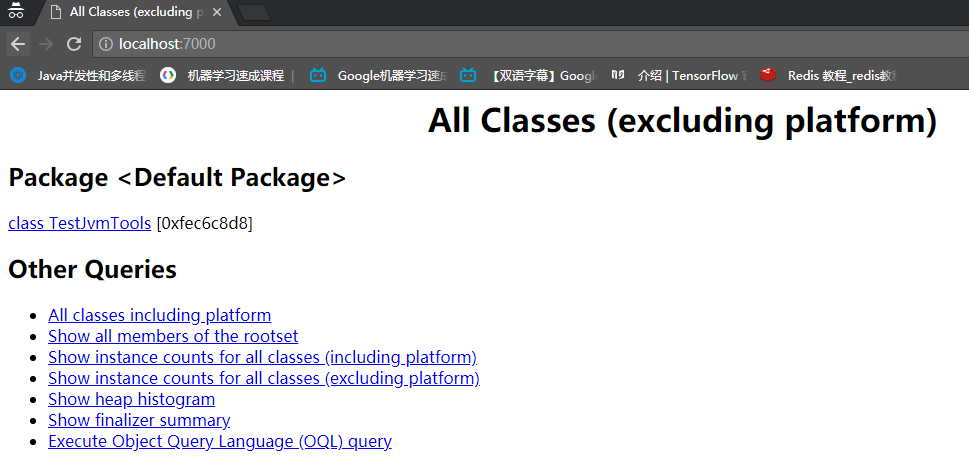 All Classes (excluding p
localhost:7000
Java并发性和多线程
机器学习速成课程 |
Google机器学习速成
【双语字幕】Google
介绍 | TensorFlow
Redis 教程_redis教
All Classes (excluding platform)
Package <Default Package>
class TestJvmTools [0xfec6c8d8]
Other Queries
All classes including platform
Show all members of the rootset
Show instance counts for all classes (including platform)
Show instance counts for all classes (excluding platform)
Show heap histogram
Show finalizer summary
Execute Object Query Language (OQL) query